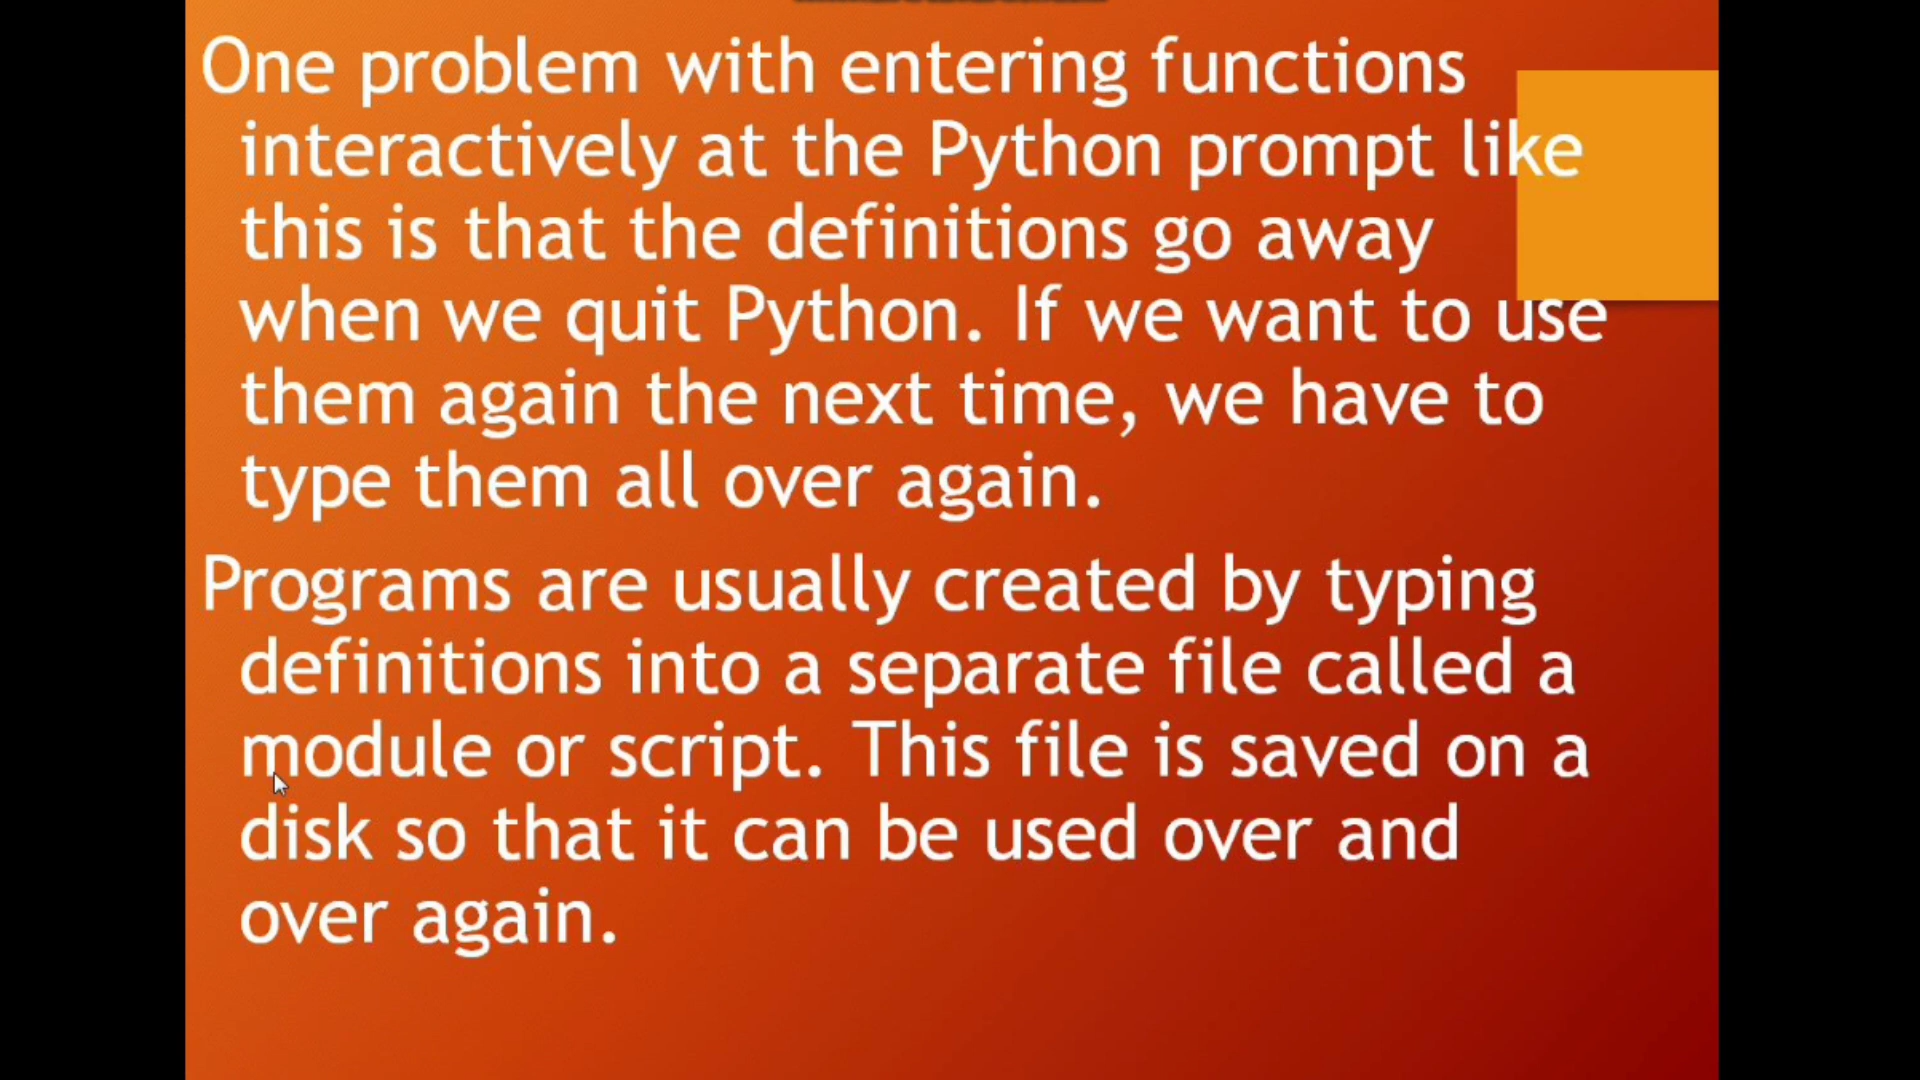 One problem with entering functions
interactively at the Python prompt like
this is that the definitions go away
when we quit Python. If we want to use
them again the next time, we have to
type them all over again.
Programs are usually created by typing
definitions into a separate file called a
module or script. This file is saved on a
disk so that it can be used over and
over again.